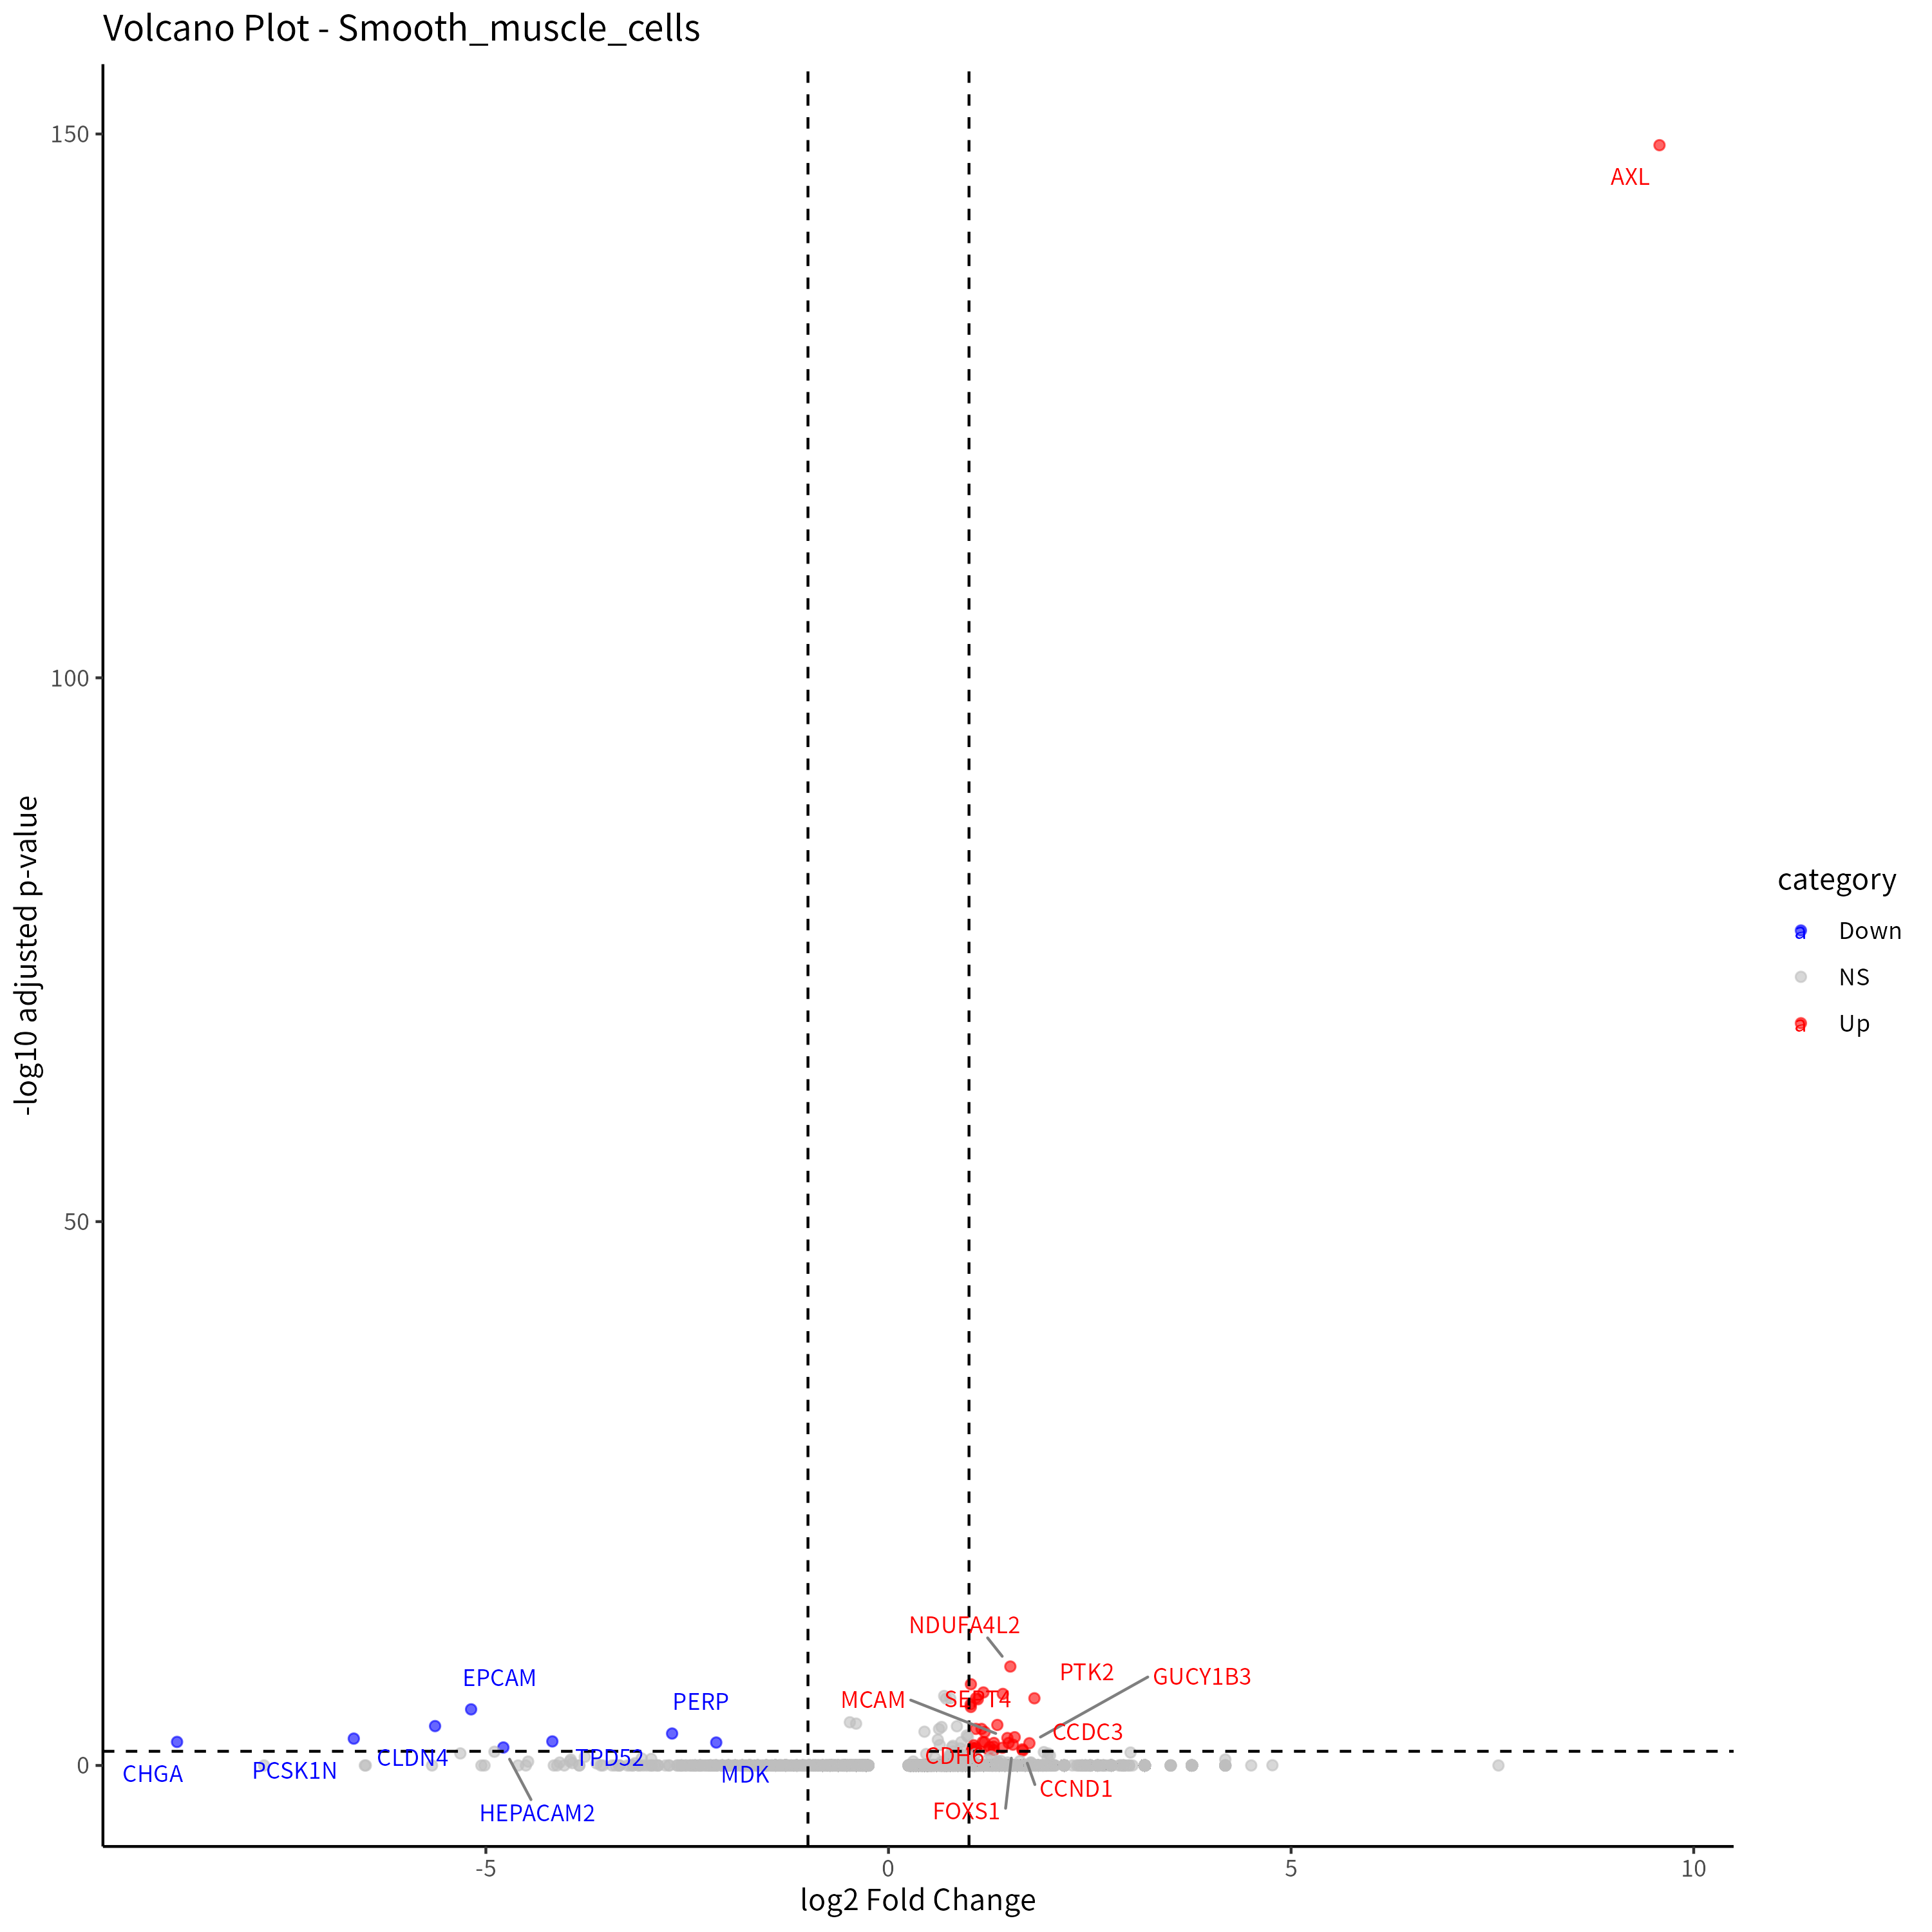 Volcano Plot - Smooth_muscle_cells
150
AXL
100
-log10 adjusted p-value
category
Down
NS
Up
50
NDUFA4L2
EPCAM
PTK2
GUCY1B3
PERP
MCAM
SEPT4
CCDC3
CLDN4
TPD52
CDH6
0
CHGA
PCSK1N
MDK
CCND1
HEPACAM2
FOXS1
-5
0
5
10
log2 Fold Change